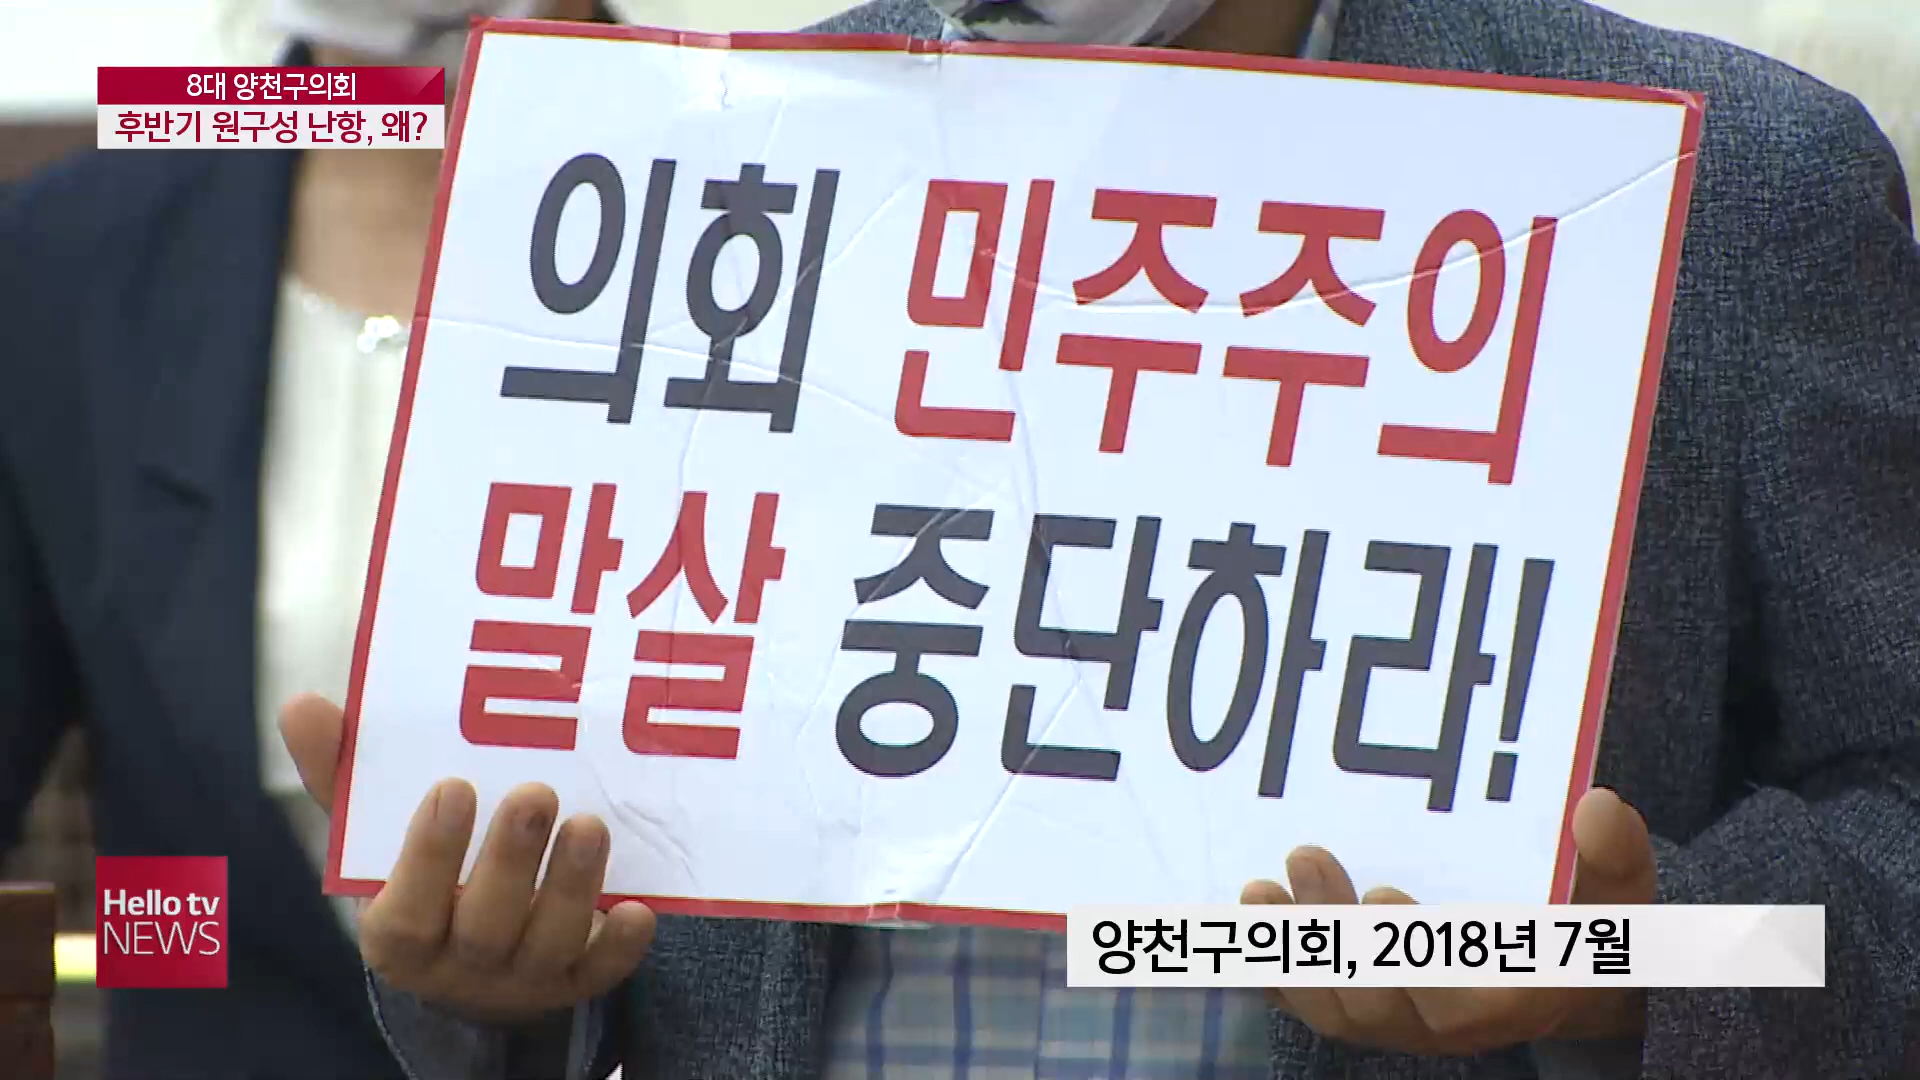 8대 양천구의회
후반기 원구성 난항, 왜?
의회 민주주의
말살 중단하라!
Hello tv
NEWS
양천구의회, 2018년 7월